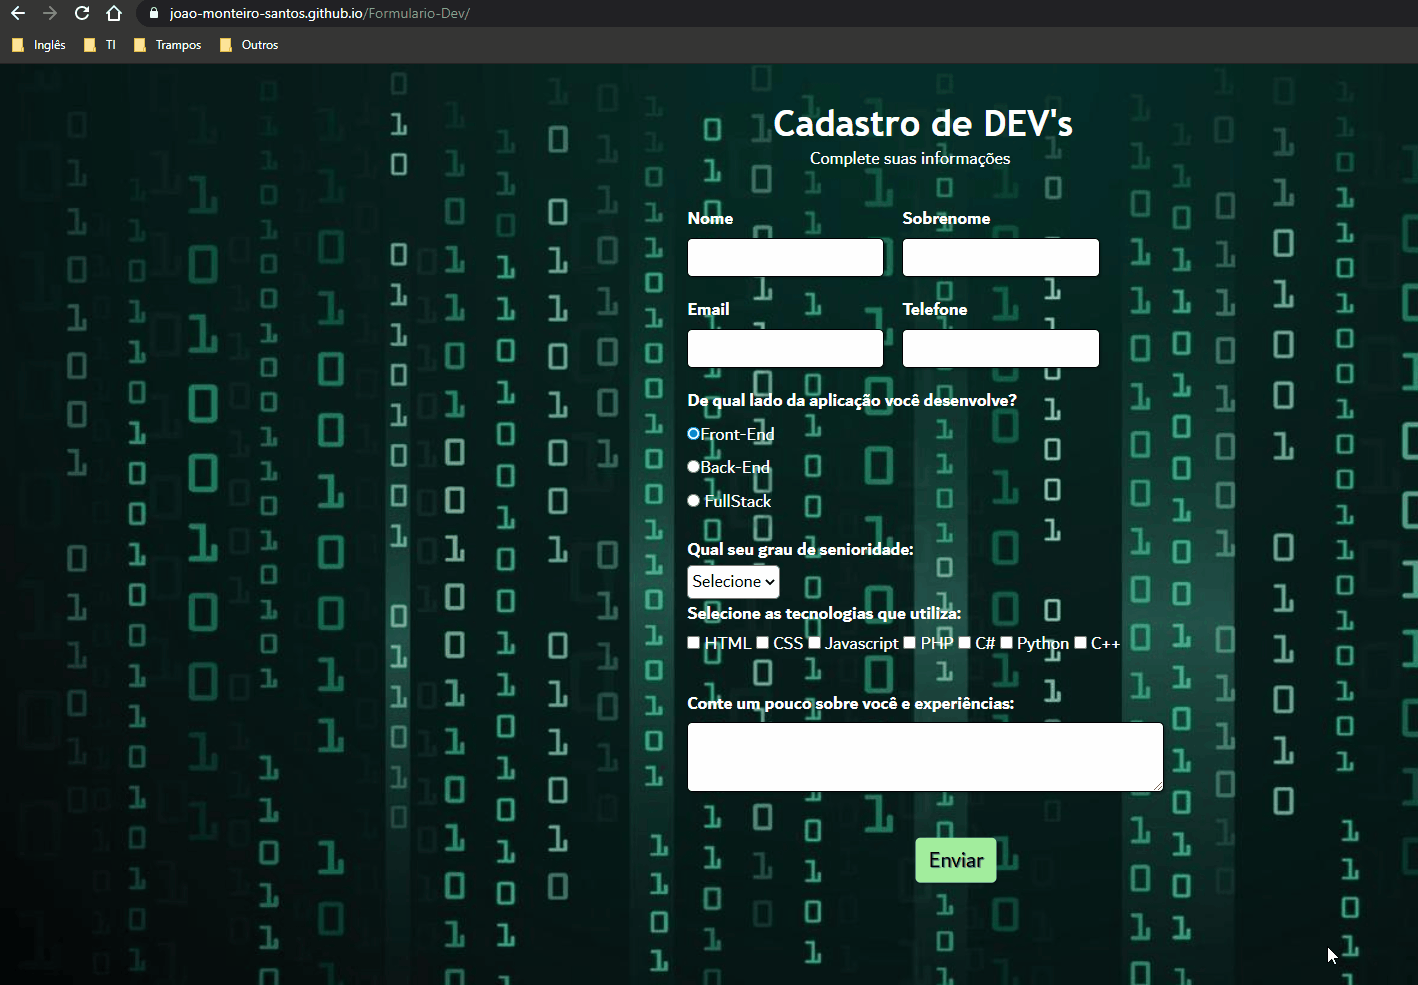 joao-monteiro-santos.github.io/Formulario-Dev/
Inglês TI Trampos Outros
Cadastro de DEV's
Complete suas informações
Nome Sobrenome
Email Telefone
De qual lado da aplicação você desenvolve?
Front-End
Back-End
FullStack
Qual seu grau de senioridade:
Selecione
Selecione as tecnologias que utiliza:
HTML CSS Javascript PHP C# Python C++
Conte um pouco sobre você e experiências:
Enviar